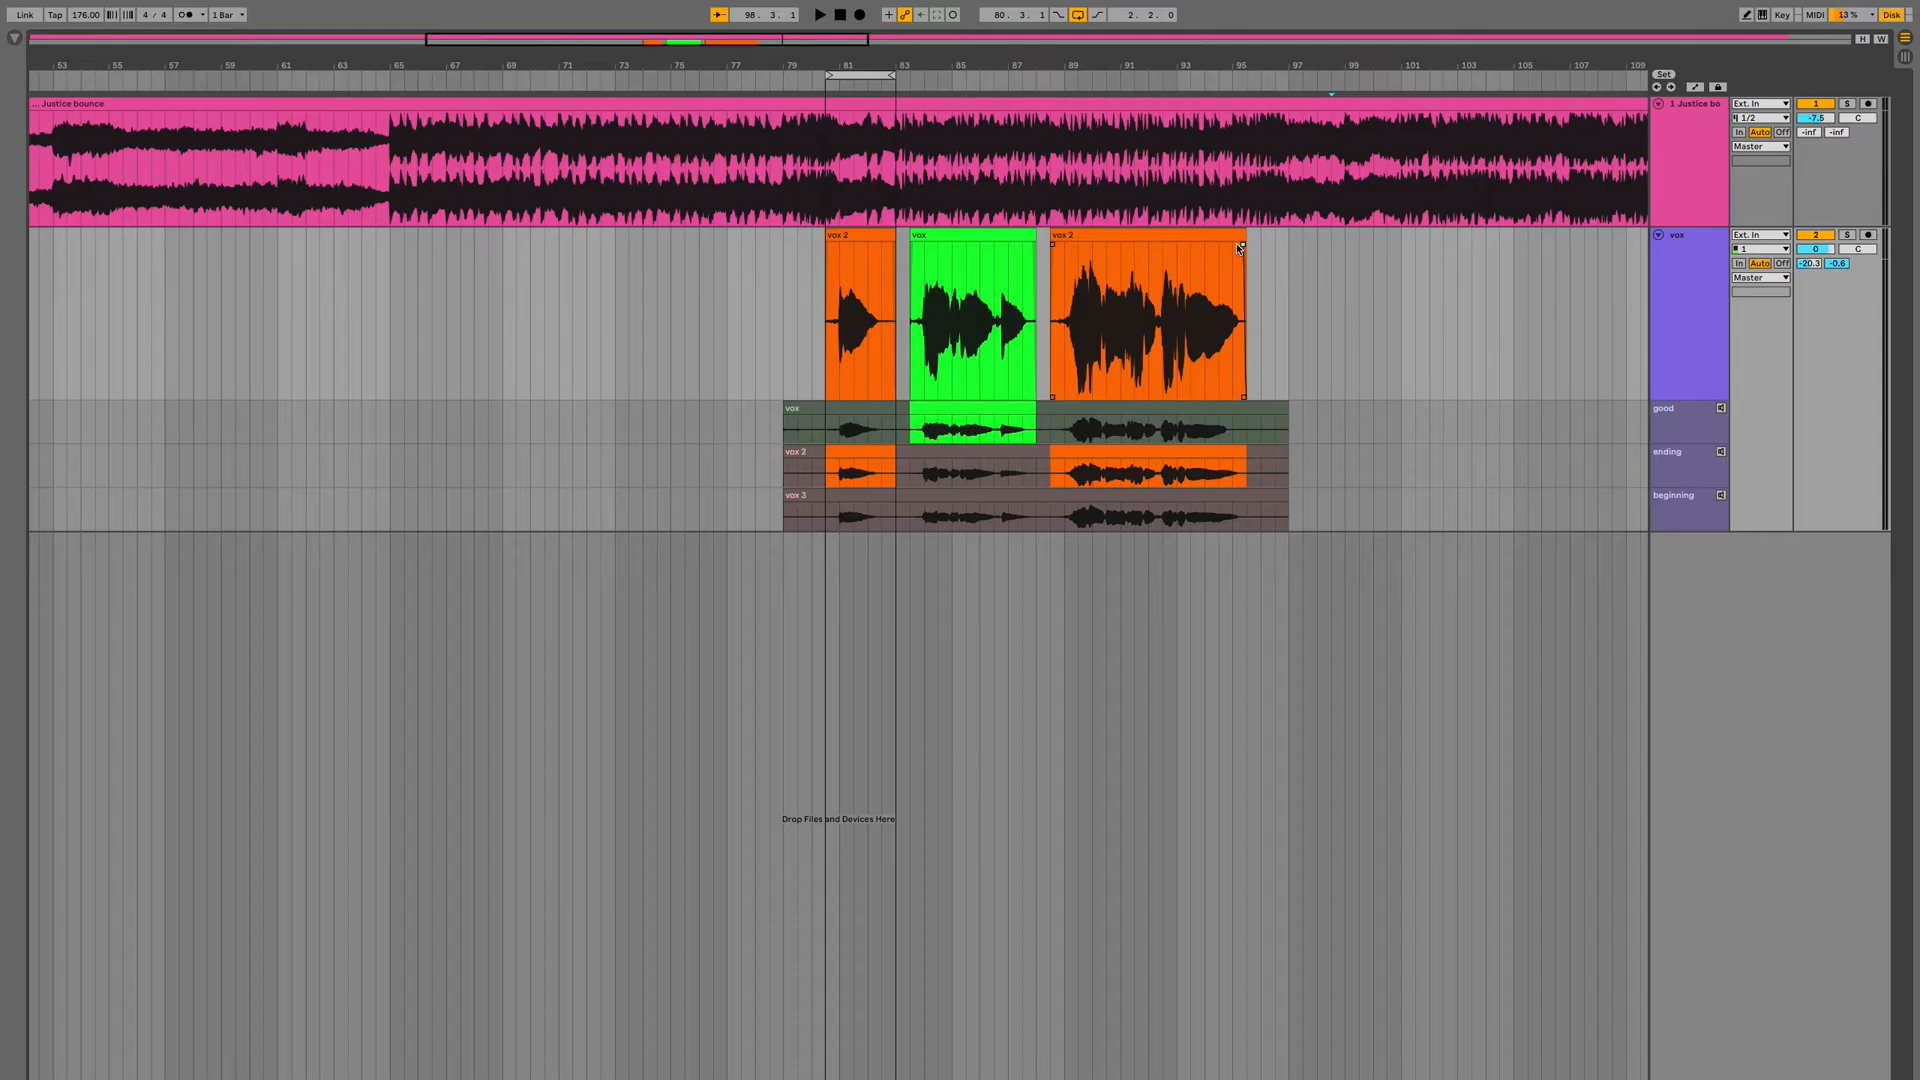 Link Tap 176.00 4 / 4 1 Bar 98 . 3 . 1 80 . 3 . 1 2 . 2 . 0 Key MIDI 13 % Disk
H W
53 55 57 59 61 63 65 67 69 71 73 75 77 79 81 83 85 87 89 91 93 95 97 99 101 103 105 107 109
Set
... Justice bounce 1 Justice bo Ext. In 1 S
1/2 -7.5 C
In Auto Off -inf -inf
Master
vox 2 vox vox 2 vox Ext. In 2 S
1 0 C
In Auto Off -20.3 -0.6
Master
vox good
vox 2 ending
vox 3 beginning
Drop Files and Devices Here